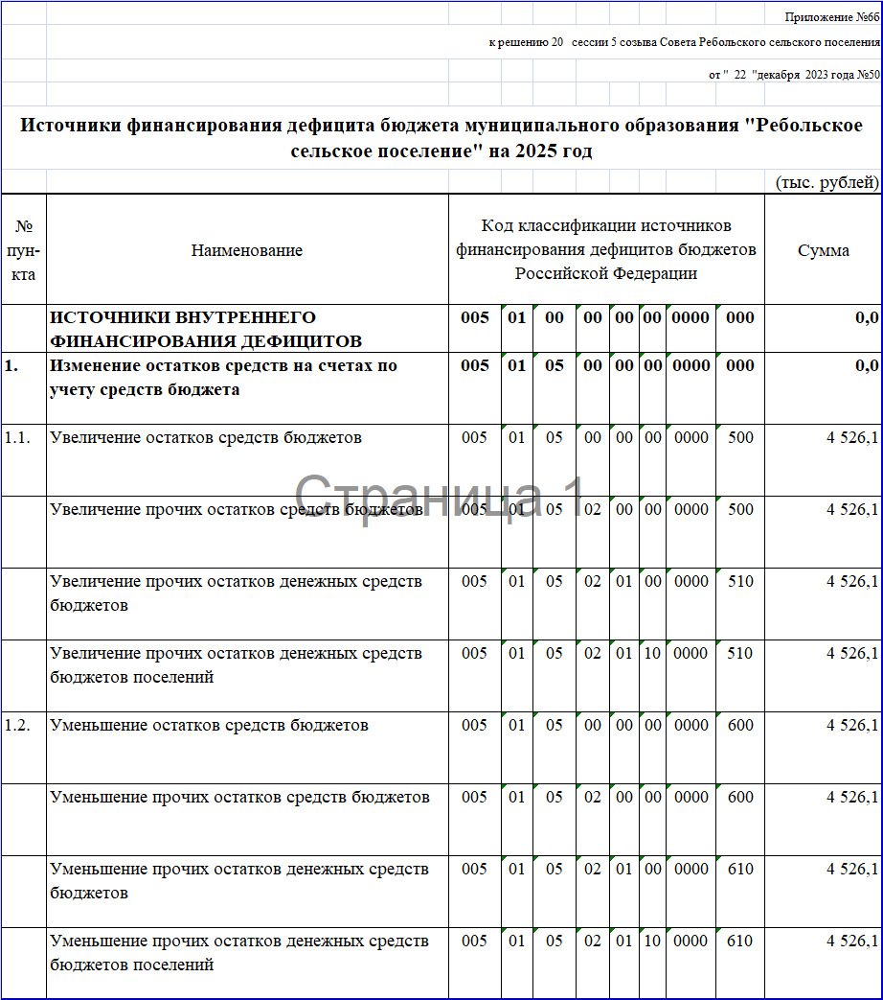 Приложение №6б
к решению 20 сессии 5 созыва Совета Ребольского сельского поселения
от " 22 "декабря 2023 года №50
Источники финансирования дефицита бюджета муниципального образования "Ребольское
сельское поселение" на 2025 год
(тыс. рублей)
№
пун-
кта
Наименование
Код классификации источников
финансирования дефицитов бюджетов
Российской Федерации
Сумма
ИСТОЧНИКИ ВНУТРЕННЕГО
ФИНАНСИРОВАНИЯ ДЕФИЦИТОВ
005 01 00 00 00 00 0000 000 0,0
1. Изменение остатков средств на счетах по
учету средств бюджета
005 01 05 00 00 00 0000 000 0,0
1.1. Увеличение остатков средств бюджетов 005 01 05 00 00 00 0000 500 4 526,1
Страница 1
Увеличение прочих остатков средств бюджетов 005 01 05 02 00 00 0000 500 4 526,1
Увеличение прочих остатков денежных средств
бюджетов
005 01 05 02 01 00 0000 510 4 526,1
Увеличение прочих остатков денежных средств
бюджетов поселений
005 01 05 02 01 10 0000 510 4 526,1
1.2. Уменьшение остатков средств бюджетов 005 01 05 00 00 00 0000 600 4 526,1
Уменьшение прочих остатков средств бюджетов 005 01 05 02 00 00 0000 600 4 526,1
Уменьшение прочих остатков денежных средств
бюджетов
005 01 05 02 01 00 0000 610 4 526,1
Уменьшение прочих остатков денежных средств
бюджетов поселений
005 01 05 02 01 10 0000 610 4 526,1